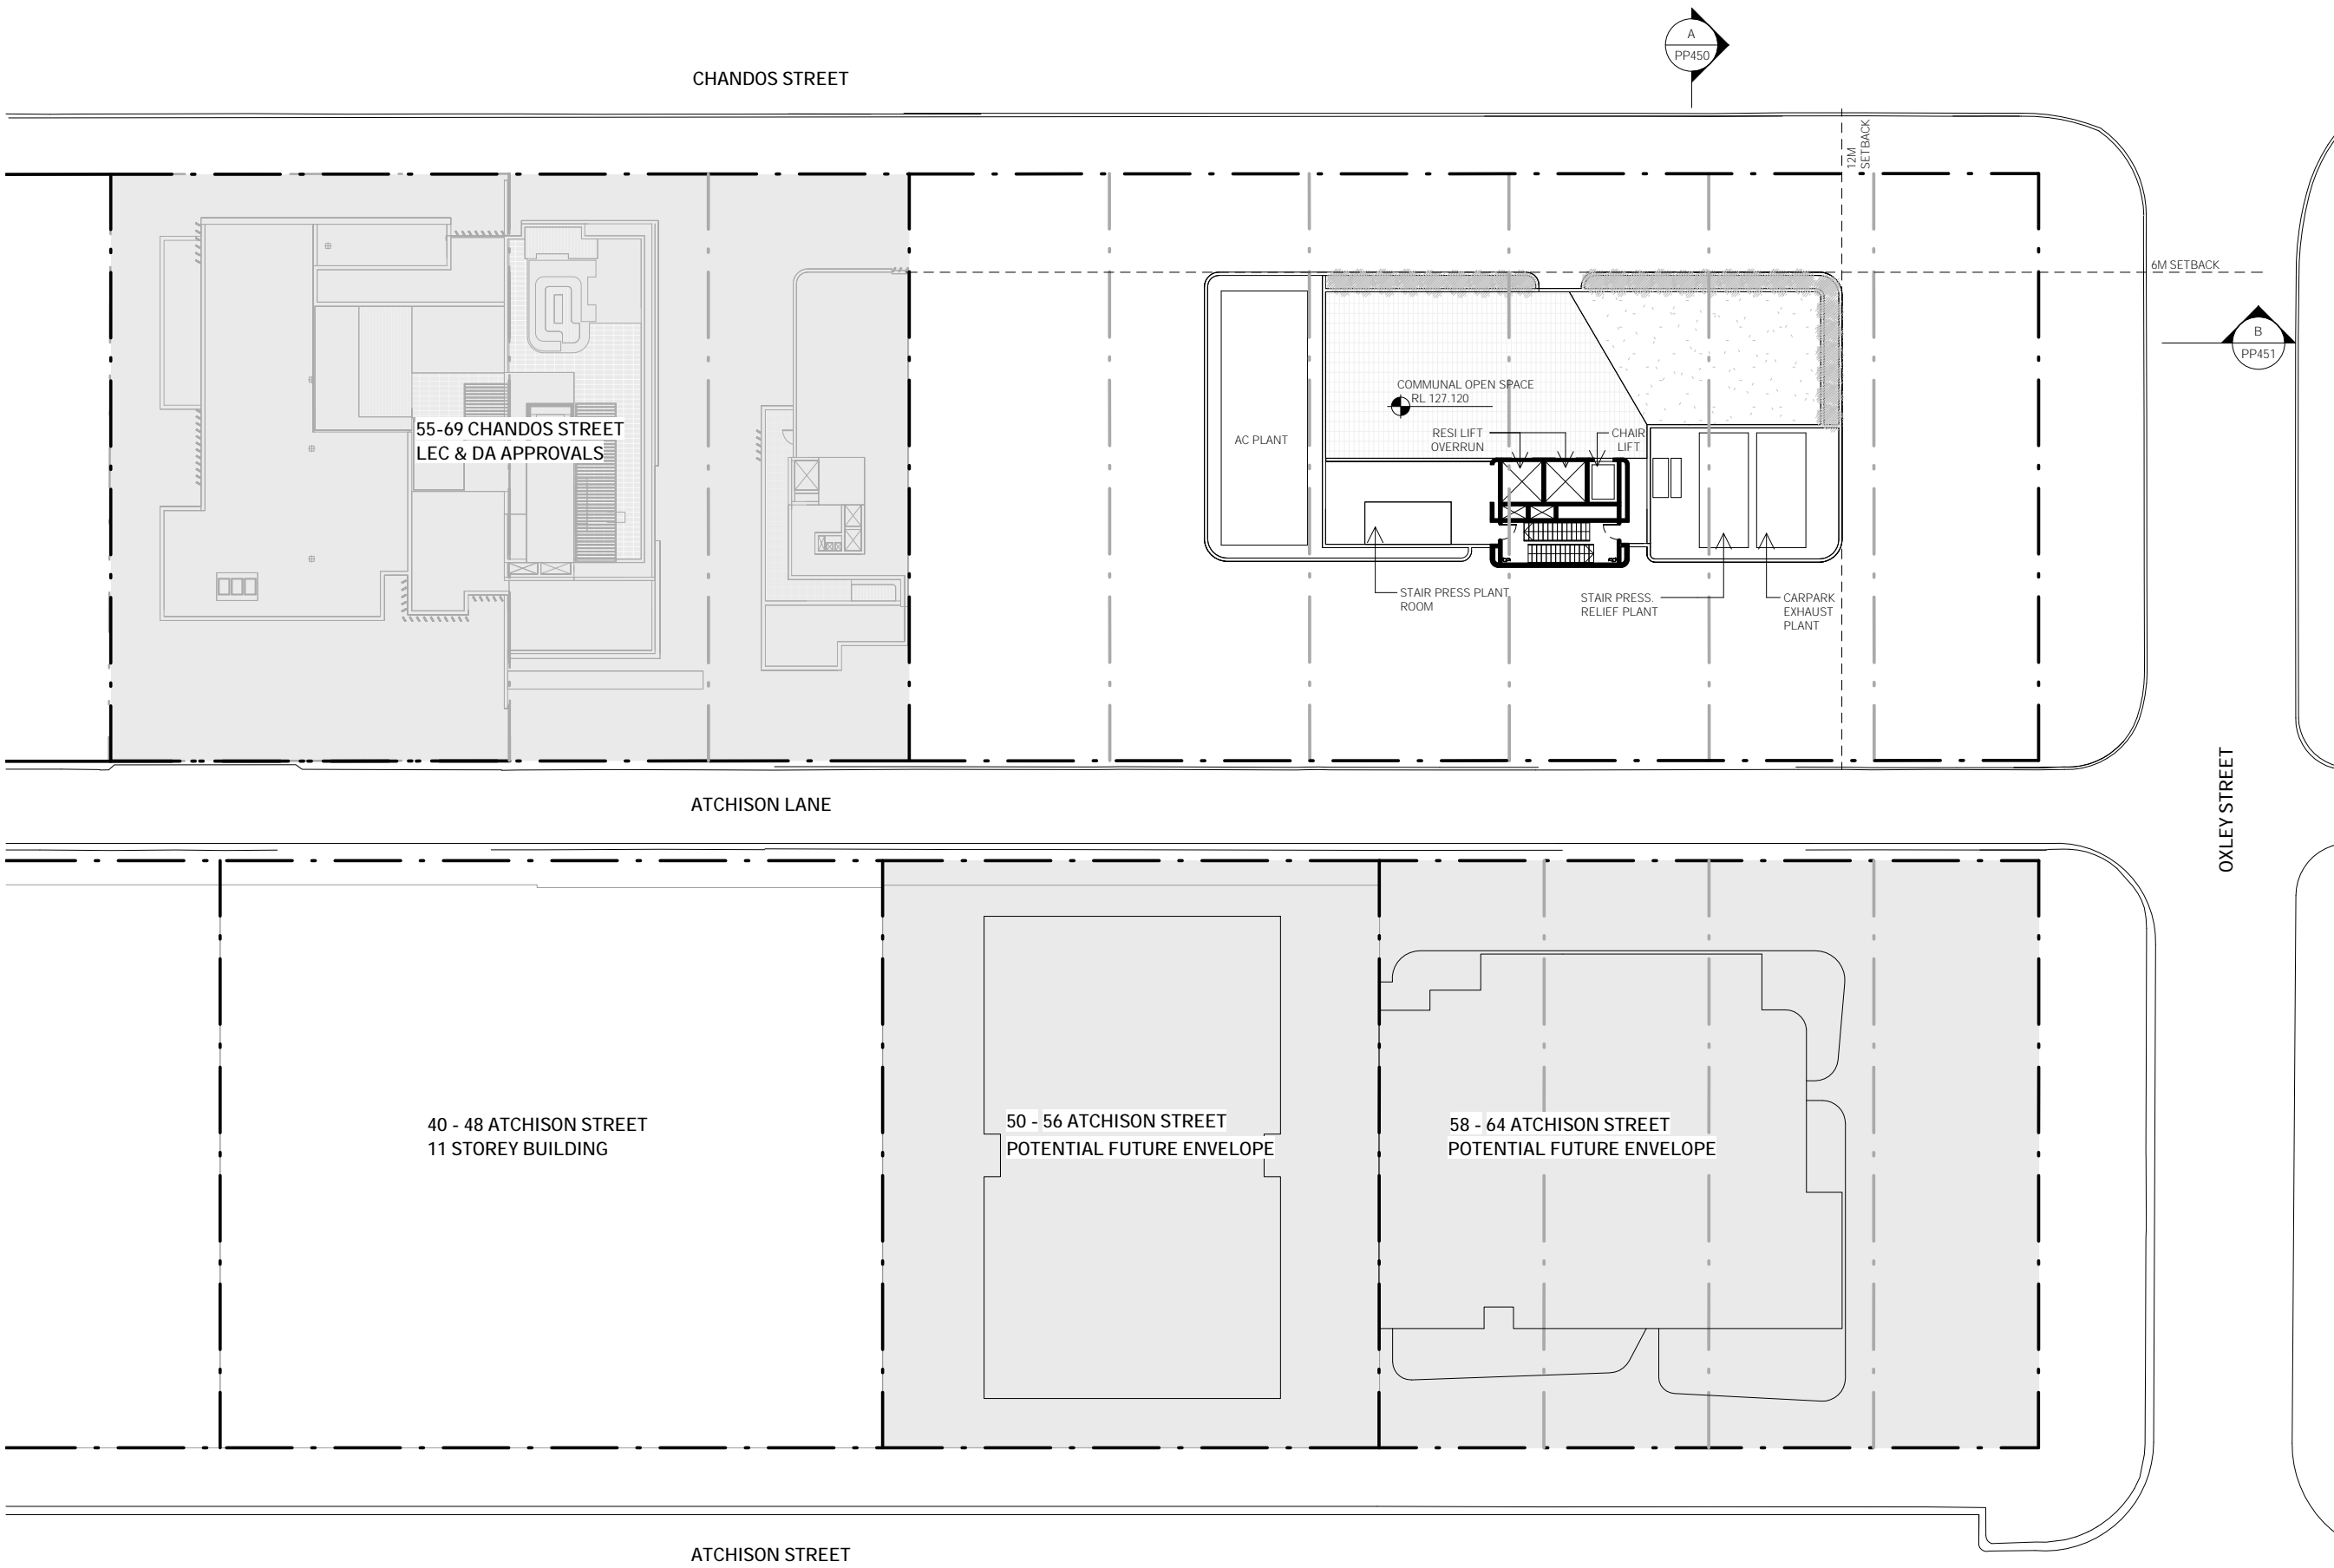 CHANDOS STREET
A
PP450
12M
SETBACK
6M SETBACK
B
PP451
COMMUNAL OPEN SPACE
RL 127.120
AC PLANT
RESI LIFT
OVERRUN
CHAIR
LIFT
55-69 CHANDOS STREET
LEC & DA APPROVALS
STAIR PRESS PLANT
ROOM
STAIR PRESS.
RELIEF PLANT
CARPARK
EXHAUST
PLANT
ATCHISON LANE
OXLEY STREET
40 - 48 ATCHISON STREET
11 STOREY BUILDING
50 - 56 ATCHISON STREET
POTENTIAL FUTURE ENVELOPE
58 - 64 ATCHISON STREET
POTENTIAL FUTURE ENVELOPE
ATCHISON STREET